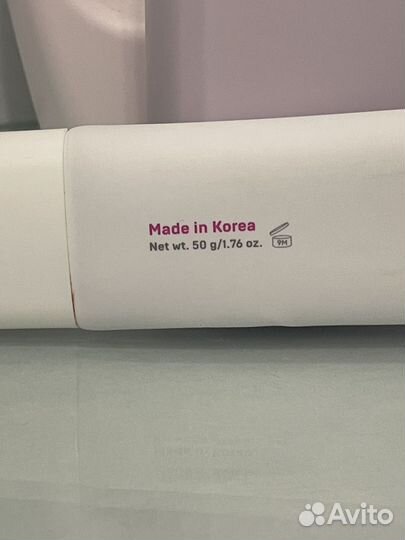 Made in Korea
Net wt. 50 g/1.76 oz.
9M
Avito